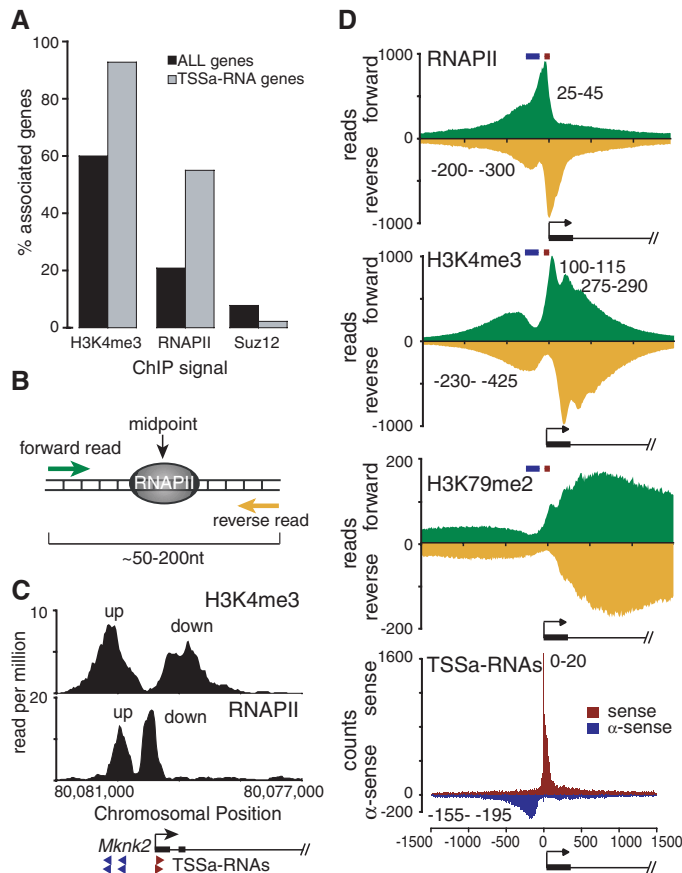 A
100
80
60
40
20
0
% associated genes
ALL genes
TSSa-RNA genes
H3K4me3
RNAPII
Suz12
ChIP signal
B
midpoint
forward read
RNAPII
reverse read
~50-200nt
C
H3K4me3
10
up
down
RNAPII
20
up
down
read per million
80,081,000
80,077,000
Chromosomal Position
Mknk2
TSSa-RNAs
D
RNAPII
1000
0
-1000
reads
forward
reverse
25-45
-200- -300
H3K4me3
1000
0
-1000
reads
forward
reverse
100-115
275-290
-230- -425
H3K79me2
200
0
-200
reads
forward
reverse
TSSa-RNAs
1600
0
-200
counts
sense
α-sense
0-20
sense
α-sense
-155- -195
-1500
-1000
-500
0
500
1000
1500